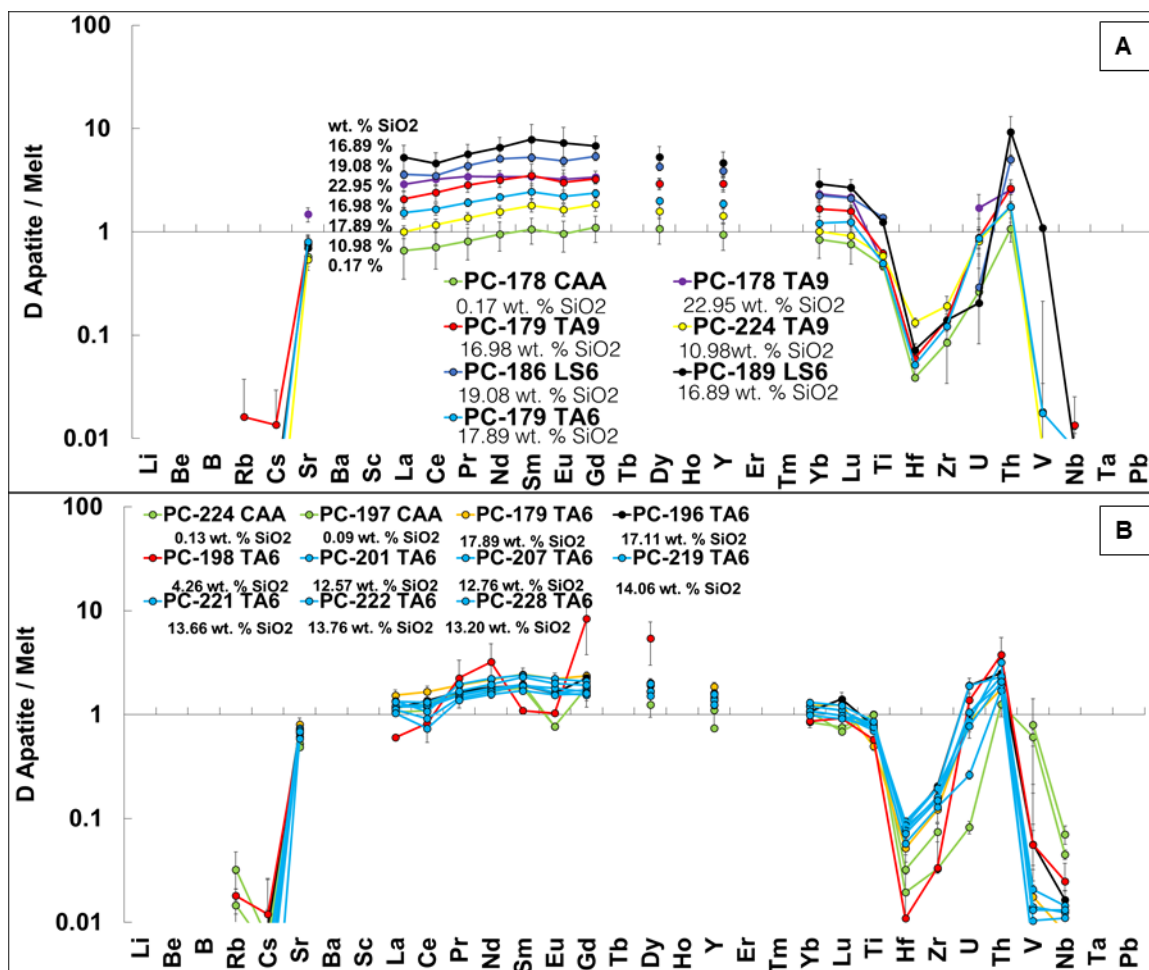 100
A
10
wt. % SiO2
16.89 %
19.08 %
22.95 %
16.98 %
17.89 %
10.98 %
0.17 %
1
0.1
0.01
D Apatite / Melt
PC-178 CAA PC-178 TA9
0.17 wt. % SiO2 22.95 wt. % SiO2
PC-179 TA9 PC-224 TA9
16.98 wt. % SiO2 10.98wt. % SiO2
PC-186 LS6 PC-189 LS6
19.08 wt. % SiO2 16.89 wt. % SiO2
PC-179 TA6
17.89 wt. % SiO2
Li Be B Rb Cs Sr Ba Sc La Ce Pr Nd Sm Eu Gd Tb Dy Ho Y Er Tm Yb Lu Ti Hf Zr U Th V Nb Ta Pb
100
B
PC-224 CAA PC-197 CAA PC-179 TA6 PC-196 TA6
0.13 wt. % SiO2 0.09 wt. % SiO2 17.89 wt. % SiO2 17.11 wt. % SiO2
PC-198 TA6 PC-201 TA6 PC-207 TA6 PC-219 TA6
4.26 wt. % SiO2 12.57 wt. % SiO2 12.76 wt. % SiO2 14.06 wt. % SiO2
PC-221 TA6 PC-222 TA6 PC-228 TA6
13.66 wt. % SiO2 13.76 wt. % SiO2 13.20 wt. % SiO2
10
1
0.1
0.01
D Apatite / Melt
Li Be B Rb Cs Sr Ba Sc La Ce Pr Nd Sm Eu Gd Tb Dy Ho Y Er Tm Yb Lu Ti Hf Zr U Th V Nb Ta Pb